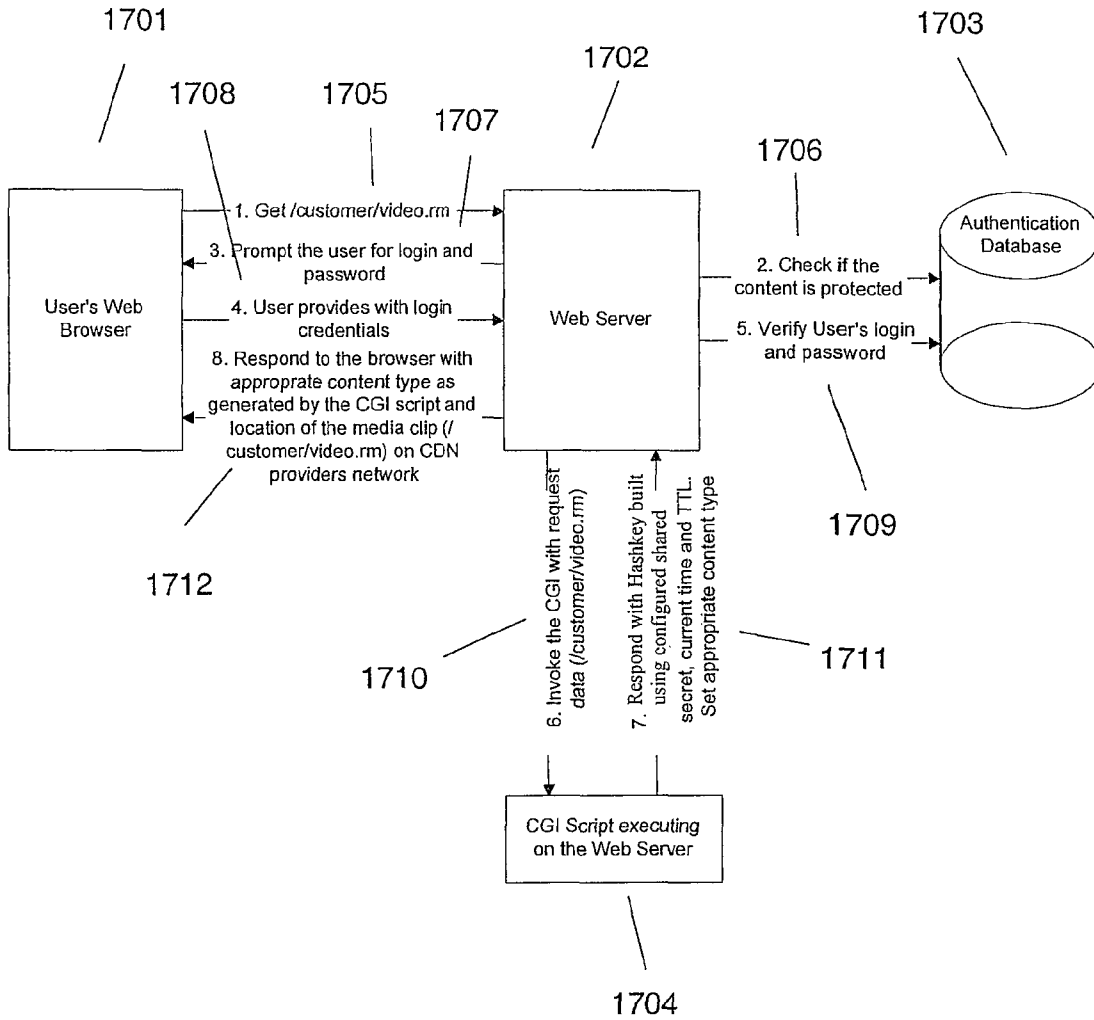 1701
1703
1702
1708
1705
1707
1706
1. Get /customer/video.rm
3. Prompt the user for login and
password
Authentication
Database
2. Check if the
content is protected
User's Web
Browser
4. User provides with login
credentials
Web Server
5. Verify User's login
and password
8. Respond to the browser with
approprate content type as
generated by the CGI script and
location of the media clip (/
customer/video.rm) on CDN
providers network
1709
1712
6. Invoke the CGI with request
data (/customer/video.rm)
7. Respond with Hashkey built
using configured shared
secret, current time and TTL.
Set appropriate content type
1710
1711
CGI Script executing
on the Web Server
1704